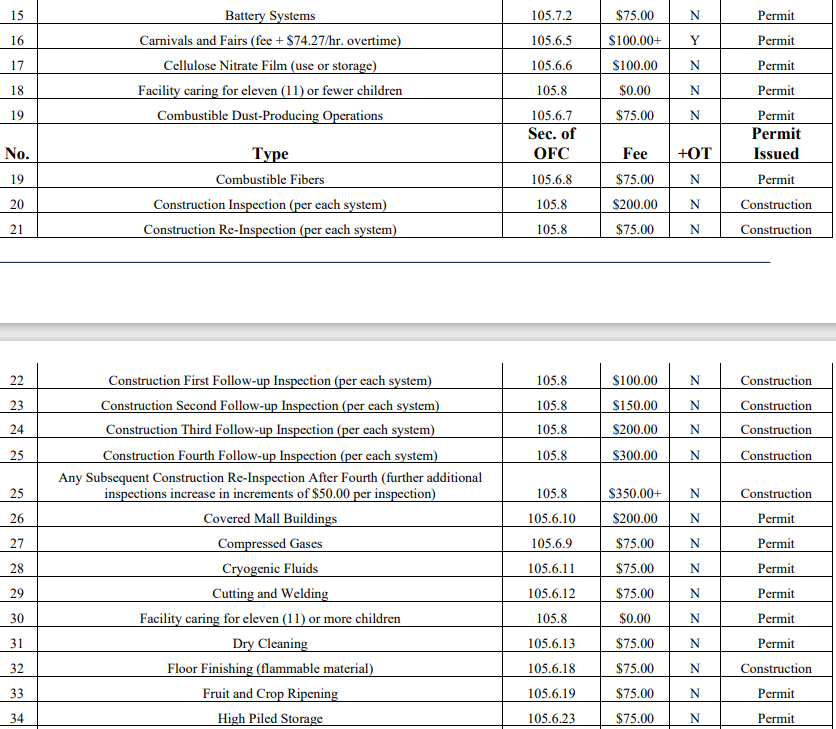 15 Battery Systems 105.7.2 $75.00 N Permit
16 Carnivals and Fairs (fee + $74.27/hr. overtime) 105.6.5 $100.00+ Y Permit
17 Cellulose Nitrate Film (use or storage) 105.6.6 $100.00 N Permit
18 Facility caring for eleven (11) or fewer children 105.8 $0.00 N Permit
19 Combustible Dust-Producing Operations 105.6.7 $75.00 N Permit
Sec. of Permit
No. Type OFC Fee +OT Issued
19 Combustible Fibers 105.6.8 $75.00 N Permit
20 Construction Inspection (per each system) 105.8 $200.00 N Construction
21 Construction Re-Inspection (per each system) 105.8 $75.00 N Construction
22 Construction First Follow-up Inspection (per each system) 105.8 $100.00 N Construction
23 Construction Second Follow-up Inspection (per each system) 105.8 $150.00 N Construction
24 Construction Third Follow-up Inspection (per each system) 105.8 $200.00 N Construction
25 Construction Fourth Follow-up Inspection (per each system) 105.8 $300.00 N Construction
Any Subsequent Construction Re-Inspection After Fourth (further additional
25 inspections increase in increments of $50.00 per inspection) 105.8 $350.00+ N Construction
26 Covered Mall Buildings 105.6.10 $200.00 N Permit
27 Compressed Gases 105.6.9 $75.00 N Permit
28 Cryogenic Fluids 105.6.11 $75.00 N Permit
29 Cutting and Welding 105.6.12 $75.00 N Permit
30 Facility caring for eleven (11) or more children 105.8 $0.00 N Permit
31 Dry Cleaning 105.6.13 $75.00 N Permit
32 Floor Finishing (flammable material) 105.6.18 $75.00 N Construction
33 Fruit and Crop Ripening 105.6.19 $75.00 N Permit
34 High Piled Storage 105.6.23 $75.00 N Permit